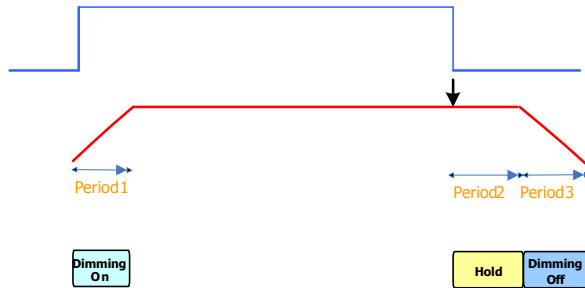 Period1
Period2
Period3
Dimming
On
Hold
Dimming
Off